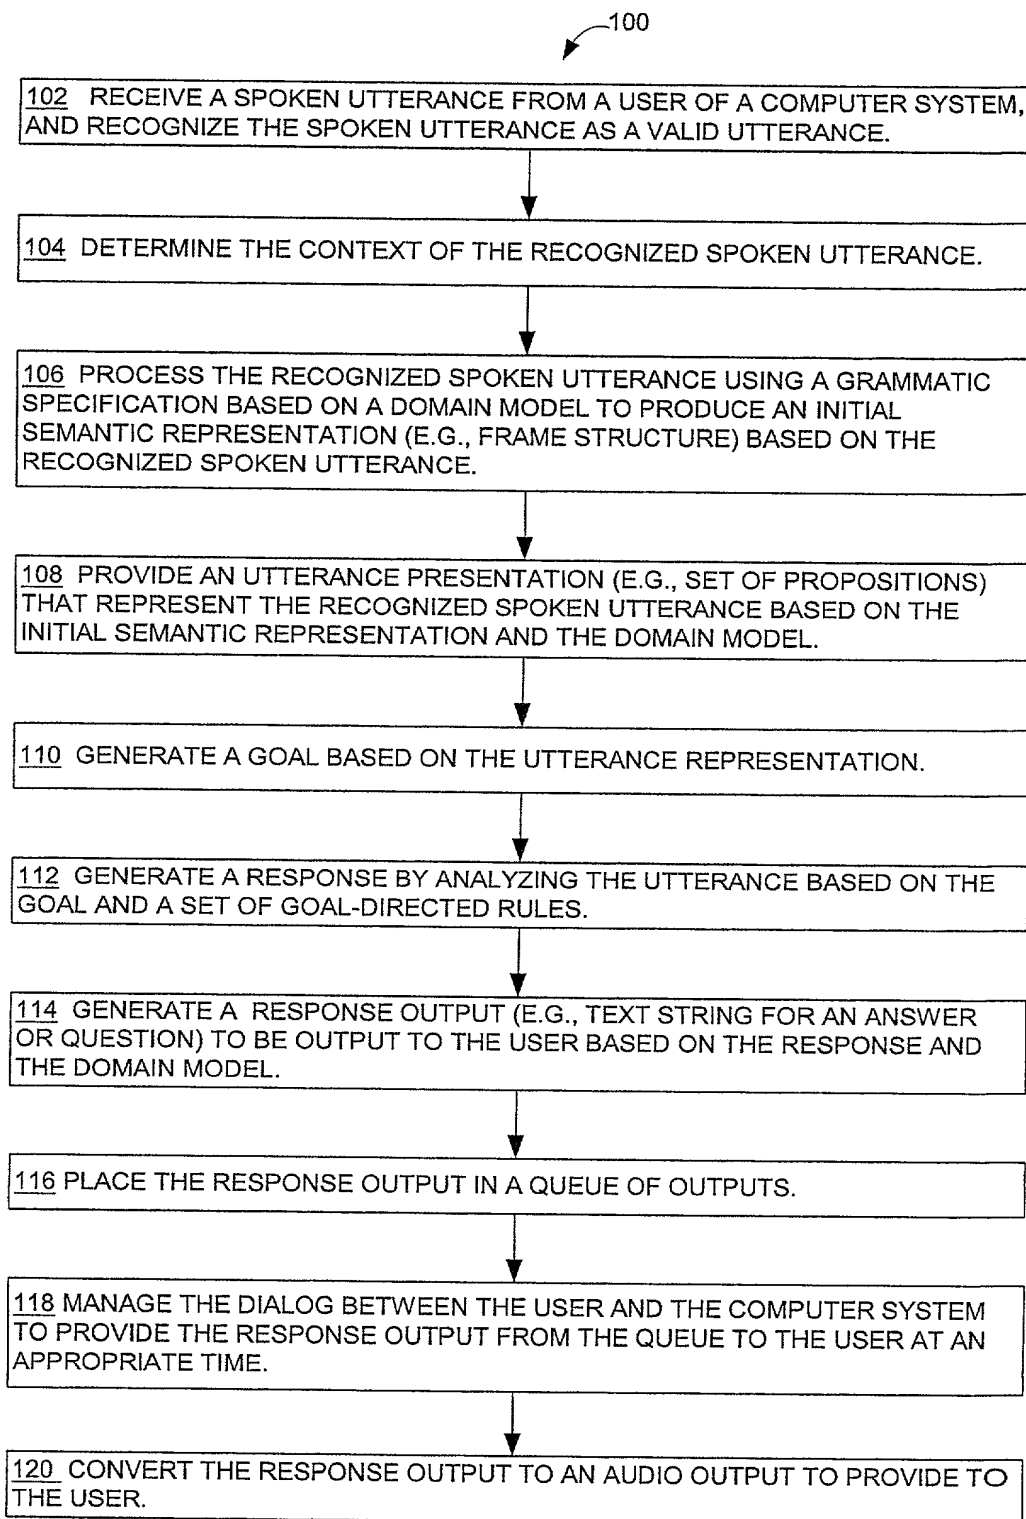 100
102 RECEIVE A SPOKEN UTTERANCE FROM A USER OF A COMPUTER SYSTEM,
AND RECOGNIZE THE SPOKEN UTTERANCE AS A VALID UTTERANCE.
104 DETERMINE THE CONTEXT OF THE RECOGNIZED SPOKEN UTTERANCE.
106 PROCESS THE RECOGNIZED SPOKEN UTTERANCE USING A GRAMMATIC
SPECIFICATION BASED ON A DOMAIN MODEL TO PRODUCE AN INITIAL
SEMANTIC REPRESENTATION (E.G., FRAME STRUCTURE) BASED ON THE
RECOGNIZED SPOKEN UTTERANCE.
108 PROVIDE AN UTTERANCE PRESENTATION (E.G., SET OF PROPOSITIONS)
THAT REPRESENT THE RECOGNIZED SPOKEN UTTERANCE BASED ON THE
INITIAL SEMANTIC REPRESENTATION AND THE DOMAIN MODEL.
110 GENERATE A GOAL BASED ON THE UTTERANCE REPRESENTATION.
112 GENERATE A RESPONSE BY ANALYZING THE UTTERANCE BASED ON THE
GOAL AND A SET OF GOAL-DIRECTED RULES.
114 GENERATE A RESPONSE OUTPUT (E.G., TEXT STRING FOR AN ANSWER
OR QUESTION) TO BE OUTPUT TO THE USER BASED ON THE RESPONSE AND
THE DOMAIN MODEL.
116 PLACE THE RESPONSE OUTPUT IN A QUEUE OF OUTPUTS.
118 MANAGE THE DIALOG BETWEEN THE USER AND THE COMPUTER SYSTEM
TO PROVIDE THE RESPONSE OUTPUT FROM THE QUEUE TO THE USER AT AN
APPROPRIATE TIME.
120 CONVERT THE RESPONSE OUTPUT TO AN AUDIO OUTPUT TO PROVIDE TO
THE USER.